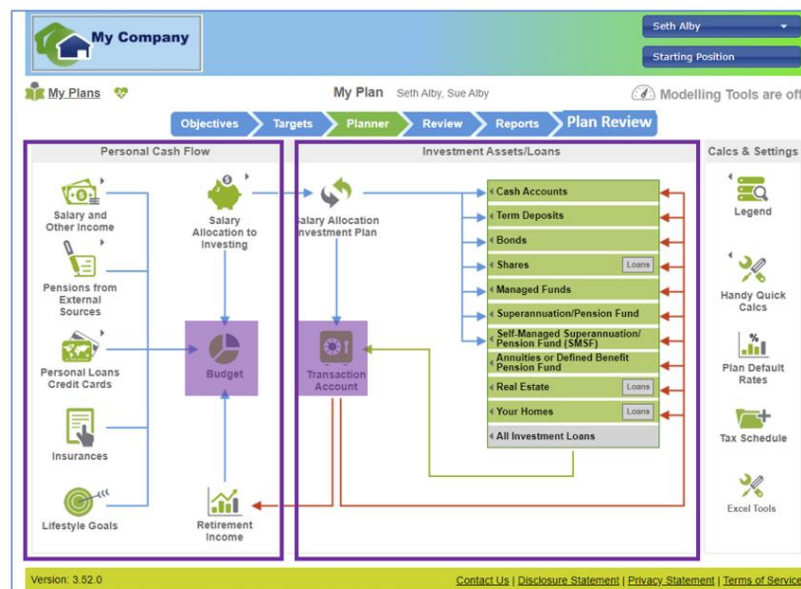 My Company
Seth Alby
Starting Position
My Plans
My Plan Seth Alby, Sue Alby
Modelling Tools are off
Objectives
Targets
Planner
Review
Reports
Plan Review
Personal Cash Flow
Investment Assets/Loans
Calcs & Settings
Salary and
Other Income
Pensions from
External
Sources
Personal Loans
Credit Cards
Insurances
Lifestyle Goals
Salary
Allocation to
Investing
Budget
Retirement
Income
Salary Allocation
Investment Plan
Transaction
Account
Cash Accounts
Term Deposits
Bonds
Shares Loans
Managed Funds
Superannuation/Pension Fund
Self-Managed Superannuation/
Pension Fund (SMSF)
Annuities or Defined Benefit
Pension Fund
Real Estate Loans
Your Homes Loans
All Investment Loans
Legend
Handy Quick
Calcs
%
Plan Default
Rates
Tax Schedule
Excel Tools
Version: 3.52.0
Contact Us | Disclosure Statement | Privacy Statement | Terms of Service